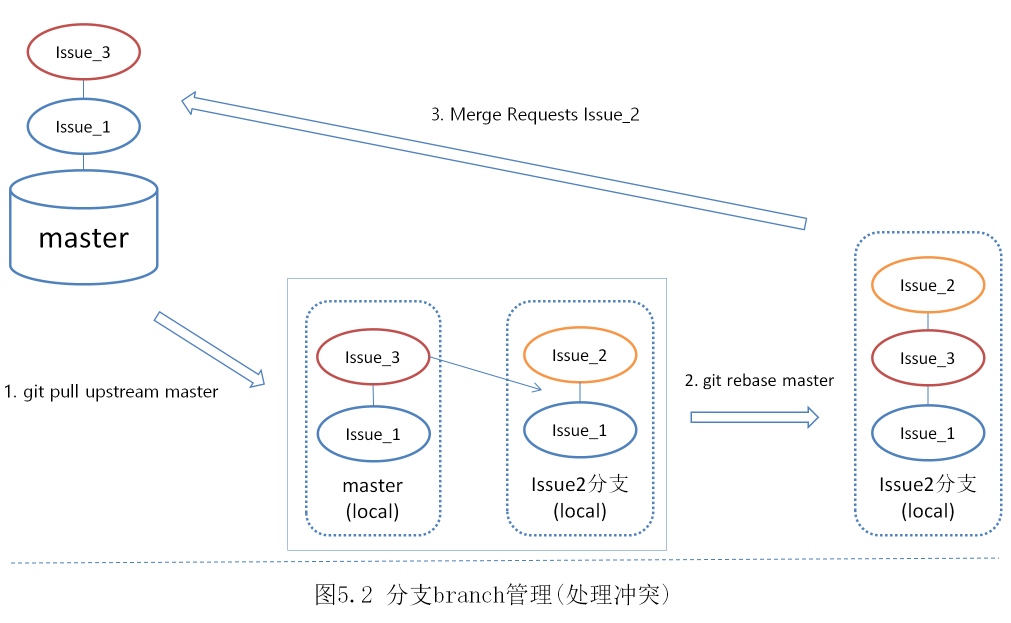 Issue_3
Issue_1
master
3. Merge Requests Issue_2
1. git pull upstream master
Issue_3
Issue_1
master
(local)
Issue_2
Issue_1
Issue2分支
(local)
2. git rebase master
Issue_2
Issue_3
Issue_1
Issue2分支
(local)
图5.2 分支branch管理(处理冲突)